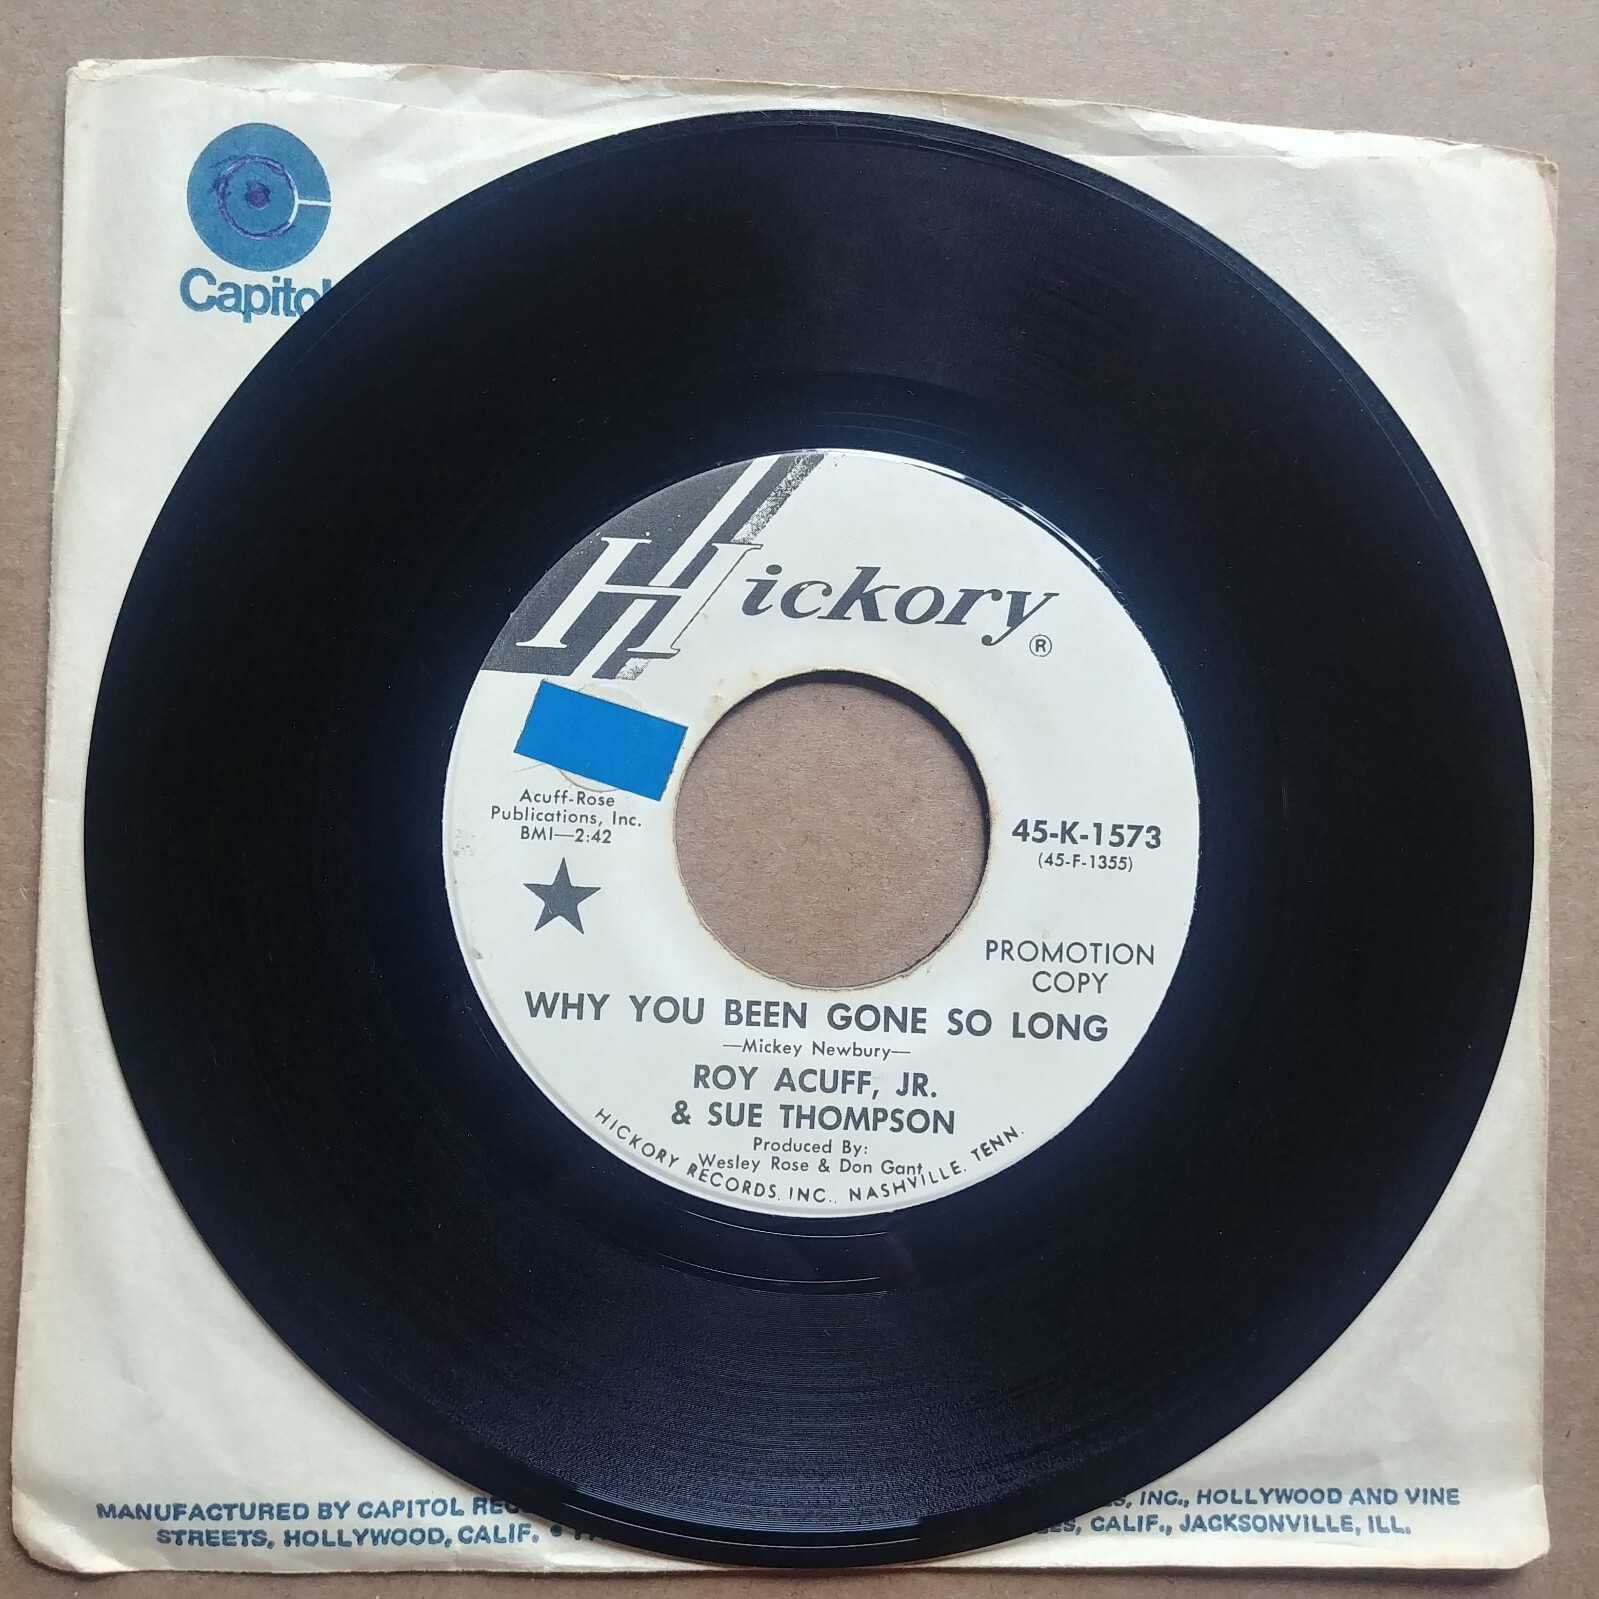 Capitol
Hickory ®
Acuff-Rose
Publications, Inc.
BMI—2:42
45-K-1573
(45-F-1355)
PROMOTION
COPY
WHY YOU BEEN GONE SO LONG
—Mickey Newbury—
ROY ACUFF, JR.
& SUE THOMPSON
Produced By:
Wesley Rose & Don Gant
HICKORY RECORDS, INC., NASHVILLE, TENN.
MANUFACTURED BY CAPITOL INC., HOLLYWOOD AND VINE
STREETS, HOLLYWOOD, CALIF. • CALIF., JACKSONVILLE, ILL.